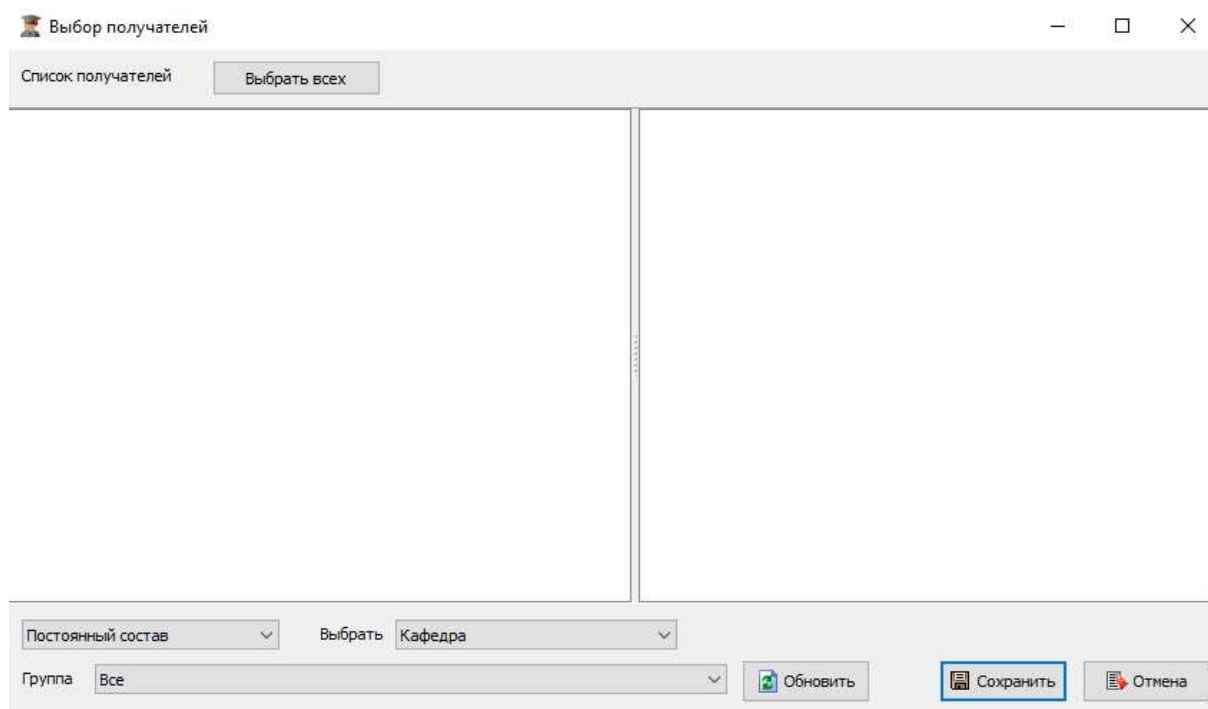 Выбор получателей
Список получателей Выбрать всех
Постоянный состав Выбрать Кафедра
Группа Все Обновить Сохранить Отмена